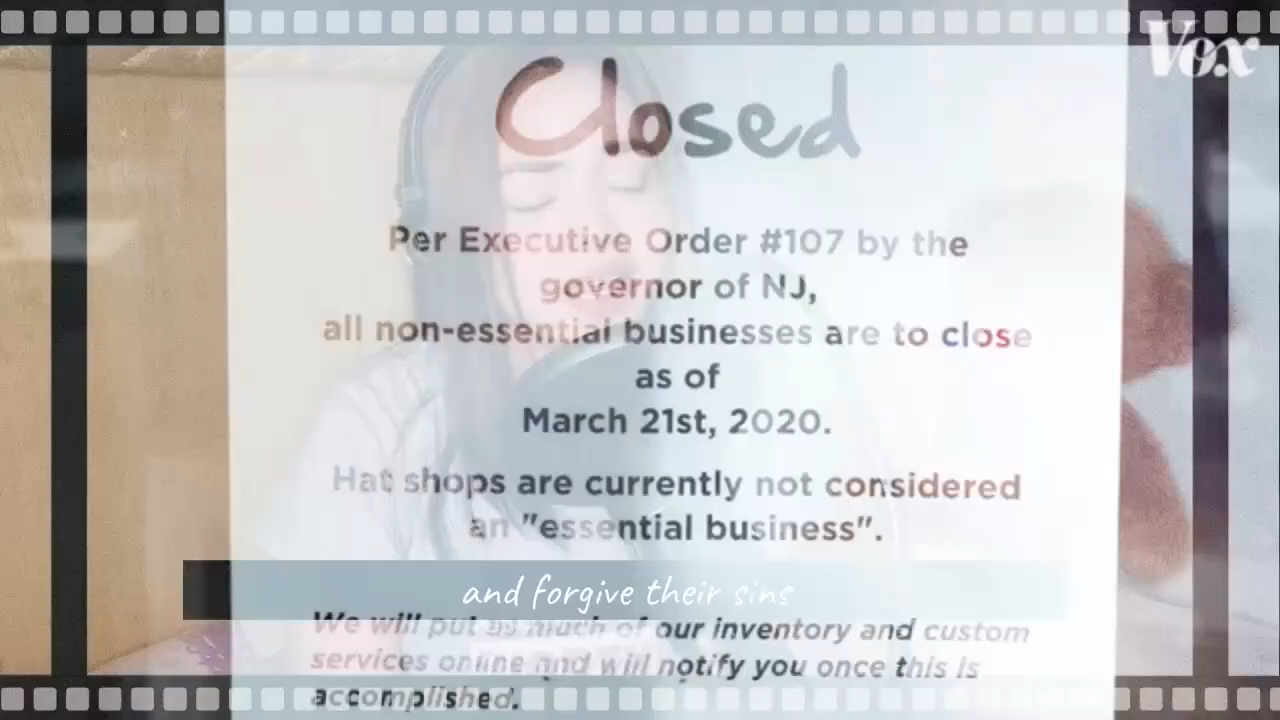 Vox
Closed
Per Executive Order #107 by the
governor of NJ,
all non-essential businesses are to close
as of
March 21st, 2020.
Hat shops are currently not considered
an "essential business".
and forgive their sins
We will put as much of our inventory and custom
services online and will notify you once this is
accomplished.